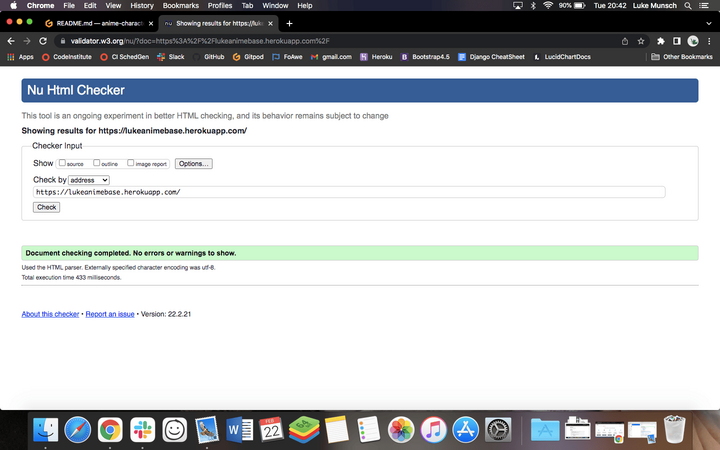 Chrome File Edit View History Bookmarks Profiles Tab Window Help 90% Tue 20:42 Luke Munsch
README.md — anime-charact × Showing results for https://luke × +
validator.w3.org/nu/?doc=https%3A%2F%2Flukeanimebase.herokuapp.com%2F
Apps CodeInstitute CI SchedGen Slack GitHub Gitpod FoAwe gmail.com Heroku Bootstrap4.5 Django CheatSheet LucidChartDocs Other Bookmarks
Nu Html Checker
This tool is an ongoing experiment in better HTML checking, and its behavior remains subject to change
Showing results for https://lukeanimebase.herokuapp.com/
Checker Input
Show source outline image report Options...
Check by address
https://lukeanimebase.herokuapp.com/
Check
Document checking completed. No errors or warnings to show.
Used the HTML parser. Externally specified character encoding was utf-8.
Total execution time 433 milliseconds.
About this checker • Report an issue • Version: 22.2.21
FEB
22